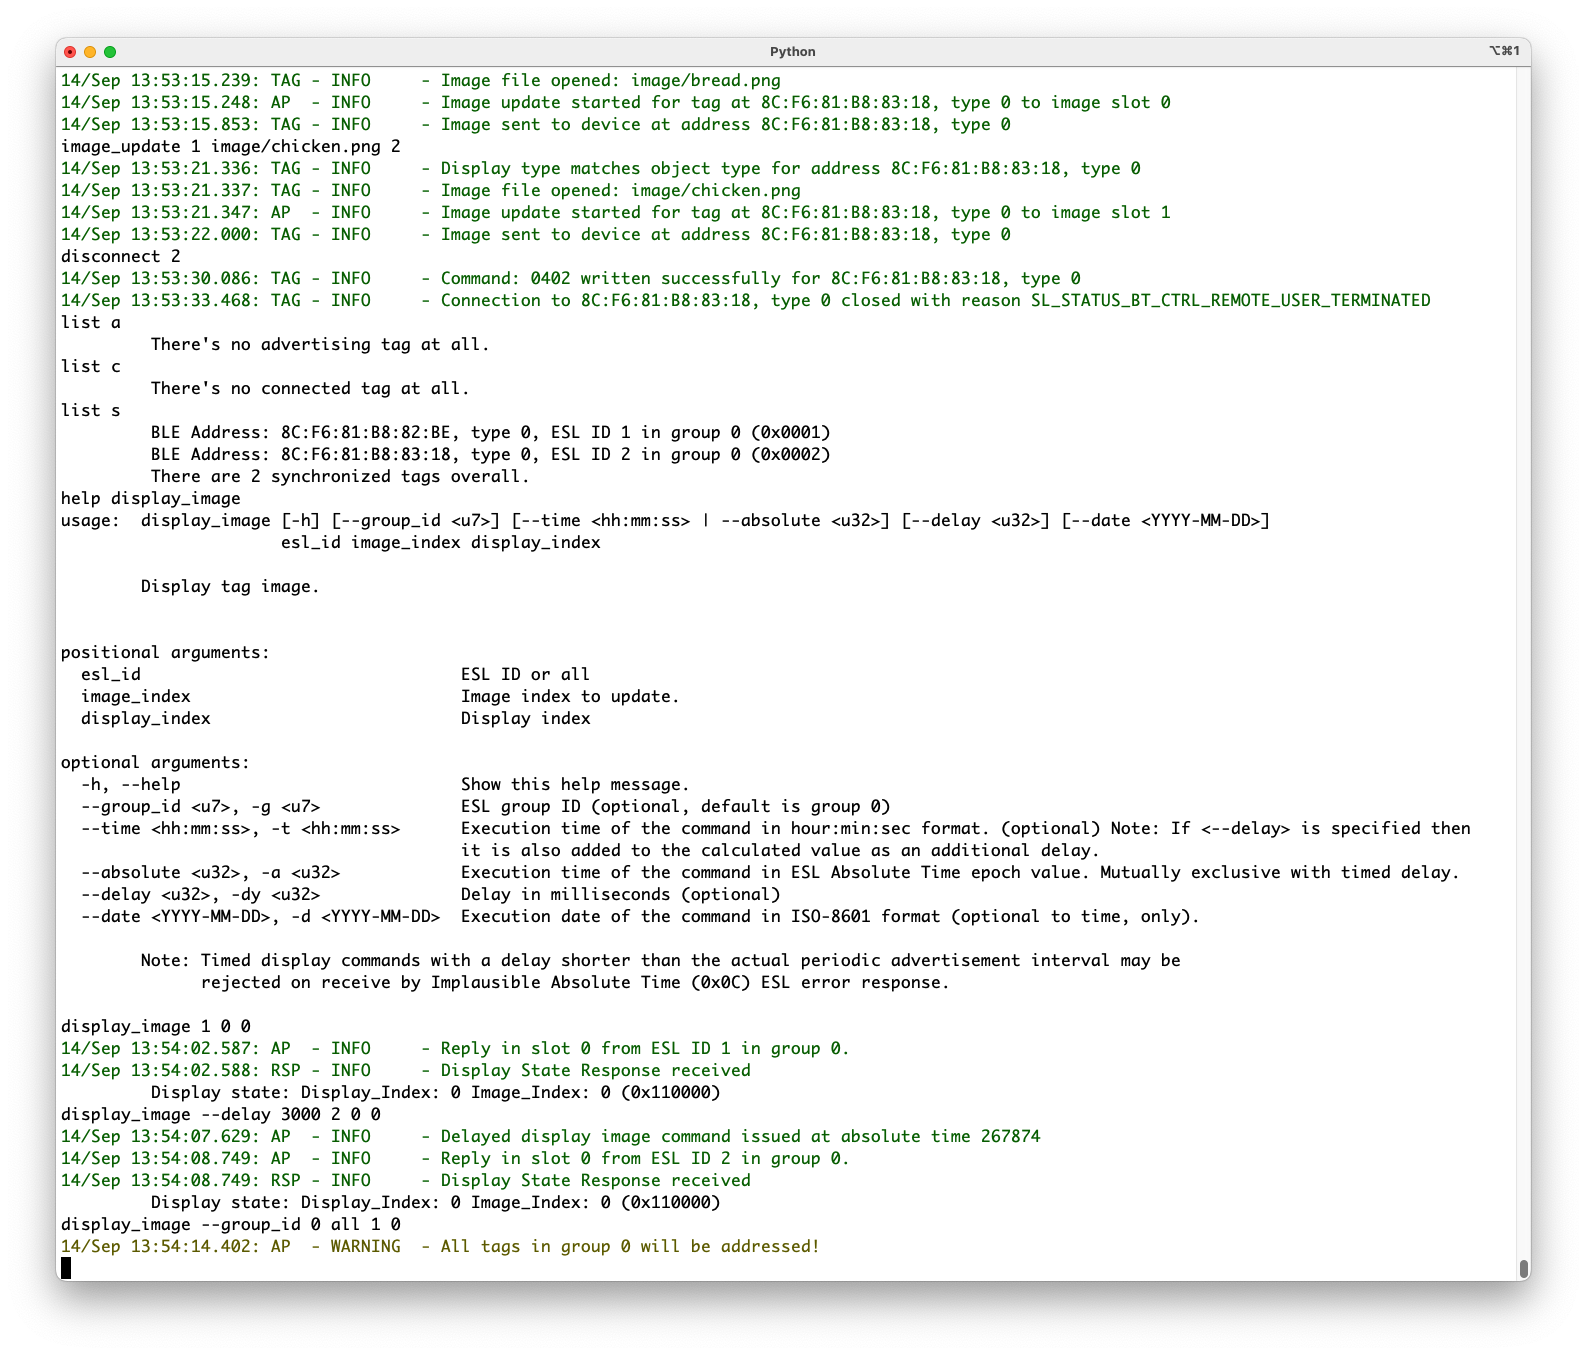 Python
⌥⌘1
14/Sep 13:53:15.239: TAG - INFO     - Image file opened: image/bread.png
14/Sep 13:53:15.248: AP  - INFO     - Image update started for tag at 8C:F6:81:B8:83:18, type 0 to image slot 0
14/Sep 13:53:15.853: TAG - INFO     - Image sent to device at address 8C:F6:81:B8:83:18, type 0
image_update 1 image/chicken.png 2
14/Sep 13:53:21.336: TAG - INFO     - Display type matches object type for address 8C:F6:81:B8:83:18, type 0
14/Sep 13:53:21.337: TAG - INFO     - Image file opened: image/chicken.png
14/Sep 13:53:21.347: AP  - INFO     - Image update started for tag at 8C:F6:81:B8:83:18, type 0 to image slot 1
14/Sep 13:53:22.000: TAG - INFO     - Image sent to device at address 8C:F6:81:B8:83:18, type 0
disconnect 2
14/Sep 13:53:30.086: TAG - INFO     - Command: 0402 written successfully for 8C:F6:81:B8:83:18, type 0
14/Sep 13:53:33.468: TAG - INFO     - Connection to 8C:F6:81:B8:83:18, type 0 closed with reason SL_STATUS_BT_CTRL_REMOTE_USER_TERMINATED
list a
         There's no advertising tag at all.
list c
         There's no connected tag at all.
list s
         BLE Address: 8C:F6:81:B8:82:BE, type 0, ESL ID 1 in group 0 (0x0001)
         BLE Address: 8C:F6:81:B8:83:18, type 0, ESL ID 2 in group 0 (0x0002)
         There are 2 synchronized tags overall.
help display_image
usage:  display_image [-h] [--group_id <u7>] [--time <hh:mm:ss> | --absolute <u32>] [--delay <u32>] [--date <YYYY-MM-DD>]
                      esl_id image_index display_index
        Display tag image.
positional arguments:
  esl_id                                ESL ID or all
  image_index                           Image index to update.
  display_index                         Display index
optional arguments:
  -h, --help                            Show this help message.
  --group_id <u7>, -g <u7>              ESL group ID (optional, default is group 0)
  --time <hh:mm:ss>, -t <hh:mm:ss>      Execution time of the command in hour:min:sec format. (optional) Note: If <--delay> is specified then
                                        it is also added to the calculated value as an additional delay.
  --absolute <u32>, -a <u32>            Execution time of the command in ESL Absolute Time epoch value. Mutually exclusive with timed delay.
  --delay <u32>, -dy <u32>              Delay in milliseconds (optional)
  --date <YYYY-MM-DD>, -d <YYYY-MM-DD>  Execution date of the command in ISO-8601 format (optional to time, only).
        Note: Timed display commands with a delay shorter than the actual periodic advertisement interval may be
              rejected on receive by Implausible Absolute Time (0x0C) ESL error response.
display_image 1 0 0
14/Sep 13:54:02.587: AP  - INFO     - Reply in slot 0 from ESL ID 1 in group 0.
14/Sep 13:54:02.588: RSP - INFO     - Display State Response received
         Display state: Display_Index: 0 Image_Index: 0 (0x110000)
display_image --delay 3000 2 0 0
14/Sep 13:54:07.629: AP  - INFO     - Delayed display image command issued at absolute time 267874
14/Sep 13:54:08.749: AP  - INFO     - Reply in slot 0 from ESL ID 2 in group 0.
14/Sep 13:54:08.749: RSP - INFO     - Display State Response received
         Display state: Display_Index: 0 Image_Index: 0 (0x110000)
display_image --group_id 0 all 1 0
14/Sep 13:54:14.402: AP  - WARNING  - All tags in group 0 will be addressed!